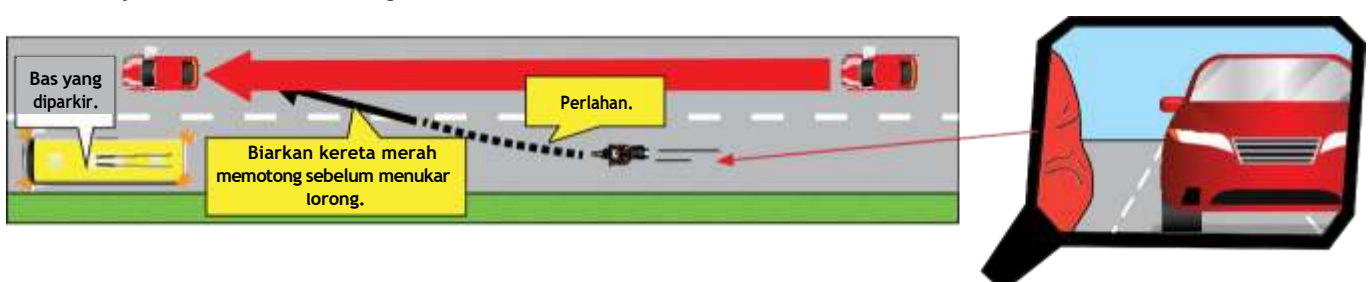 Bas yang
diparkir.
Perlahan.
Biarkan kereta merah
memotong sebelum menukar
lorong.